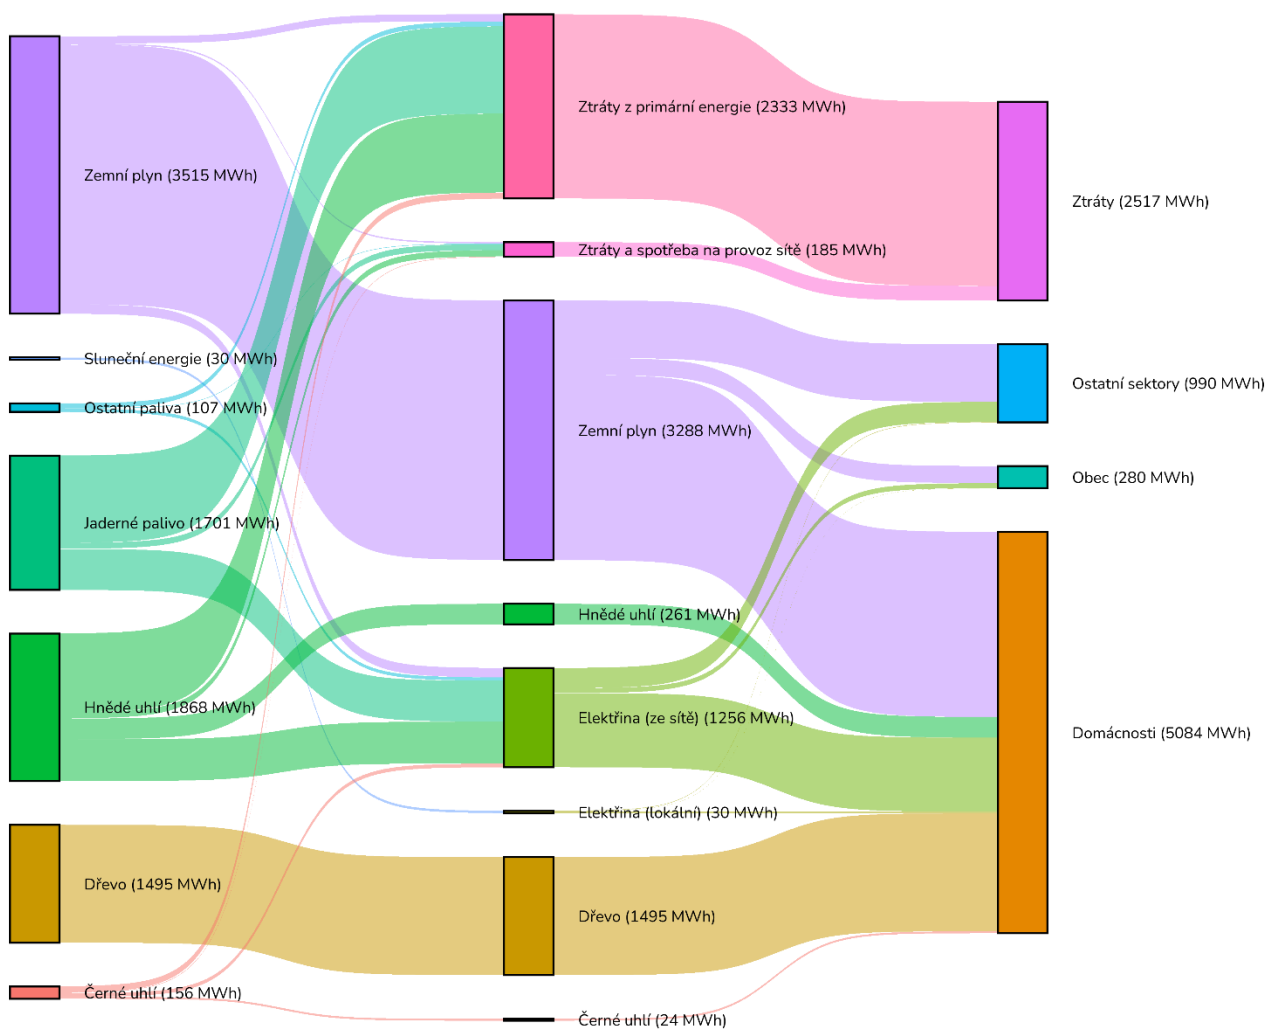 Zemní plyn (3515 MWh)
Sluneční energie (30 MWh)
Ostatní paliva (107 MWh)
Jaderné palivo (1701 MWh)
Hnědé uhlí (1868 MWh)
Dřevo (1495 MWh)
Černé uhlí (156 MWh)
Ztráty z primární energie (2333 MWh)
Ztráty a spotřeba na provoz sítě (185 MWh)
Zemní plyn (3288 MWh)
Hnědé uhlí (261 MWh)
Elektřina (ze sítě) (1256 MWh)
Elektřina (lokální) (30 MWh)
Dřevo (1495 MWh)
Černé uhlí (24 MWh)
Ztráty (2517 MWh)
Ostatní sektory (990 MWh)
Obec (280 MWh)
Domácnosti (5084 MWh)